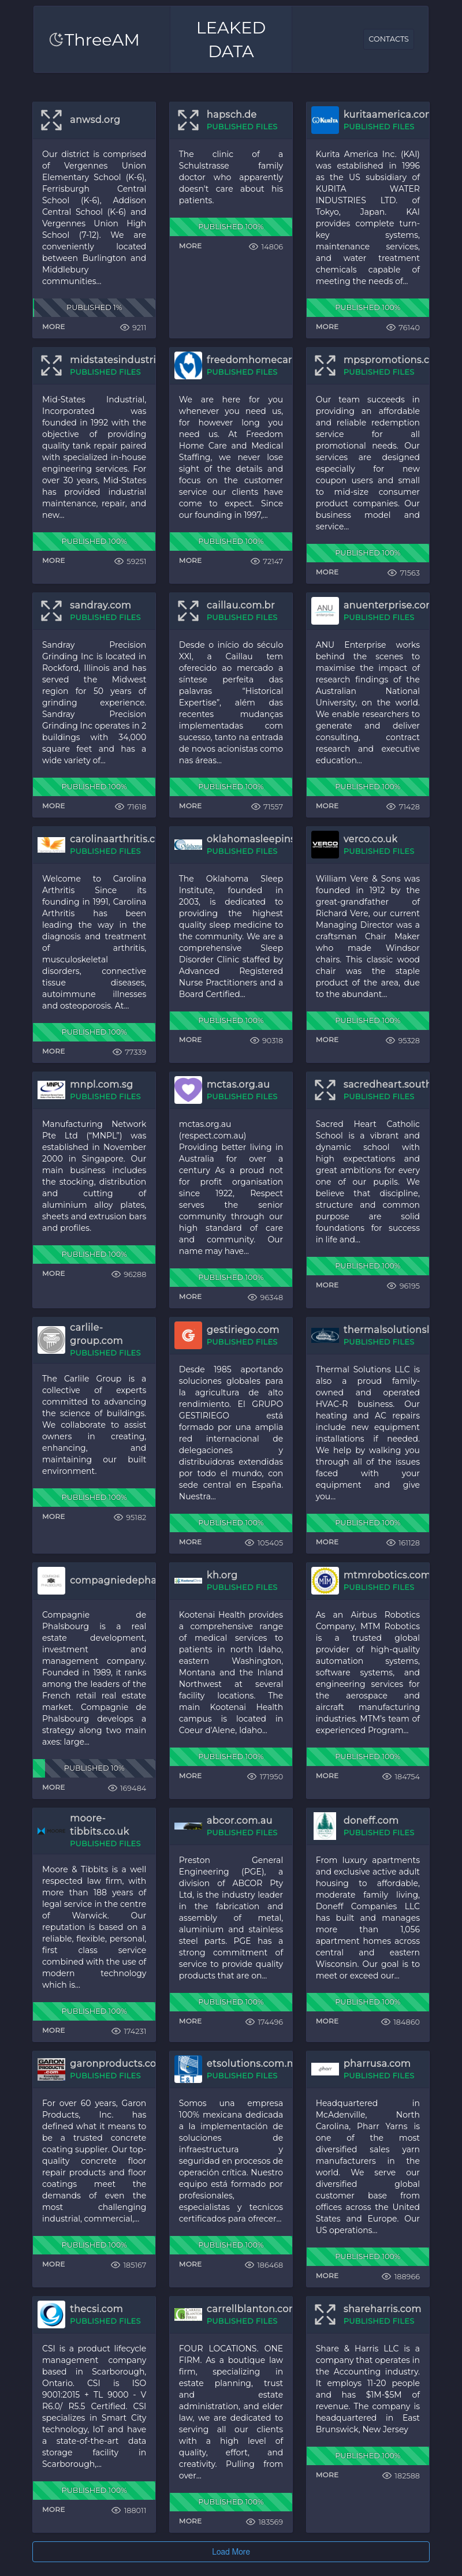 ThreeAM
LEAKED
DATA
CONTACTS
anwsd.org
Our district is comprised
of Vergennes Union
Elementary School (K-6),
Ferrisburgh Central
School (K-6), Addison
Central School (K-6) and
Vergennes Union High
School (7-12). We are
conveniently located
between Burlington and
Middlebury
communities...
PUBLISHED 1%
MORE 9211
hapsch.de
PUBLISHED FILES
The clinic of a
Schulstrasse family
doctor who apparently
doesn't care about his
patients.
PUBLISHED 100%
MORE 14806
kuritaamerica.com
PUBLISHED FILES
Kurita America Inc. (KAI)
was established in 1996
as the US subsidiary of
KURITA WATER
INDUSTRIES LTD. of
Tokyo, Japan. KAI
provides complete turn-
key systems,
maintenance services,
and water treatment
chemicals capable of
meeting the needs of...
PUBLISHED 100%
MORE 76140
midstatesindustri
PUBLISHED FILES
Mid-States Industrial,
Incorporated was
founded in 1992 with the
objective of providing
quality tank repair paired
with specialized in-house
engineering services. For
over 30 years, Mid-States
has provided industrial
maintenance, repair, and
new...
PUBLISHED 100%
MORE 59251
freedomhomecar
PUBLISHED FILES
We are here for you
whenever you need us,
for however long you
need us. At Freedom
Home Care and Medical
Staffing, we never lose
sight of the details and
focus on the customer
service our clients have
come to expect. Since
our founding in 1997,...
PUBLISHED 100%
MORE 72147
mpspromotions.c
PUBLISHED FILES
Our team succeeds in
providing an affordable
and reliable redemption
service for all
promotional needs. Our
services are designed
especially for new
coupon users and small
to mid-size consumer
product companies. Our
business model and
service...
PUBLISHED 100%
MORE 71563
sandray.com
PUBLISHED FILES
Sandray Precision
Grinding Inc is located in
Rockford, Illinois and has
served the Midwest
region for 50 years of
grinding experience.
Sandray Precision
Grinding Inc operates in 2
buildings with 34,000
square feet and has a
wide variety of...
PUBLISHED 100%
MORE 71618
caillau.com.br
PUBLISHED FILES
Desde o início do século
XXI, a Caillau tem
oferecido ao mercado a
síntese perfeita das
palavras “Historical
Expertise”, além das
recentes mudanças
implementadas com
sucesso, tanto na entrada
de novos acionistas como
nas áreas...
PUBLISHED 100%
MORE 71557
anuenterprise.com
PUBLISHED FILES
ANU Enterprise works
behind the scenes to
maximise the impact of
research findings of the
Australian National
University, on the world.
We enable researchers to
generate and deliver
consulting, contract
research and executive
education...
PUBLISHED 100%
MORE 71428
carolinaarthritis.c
PUBLISHED FILES
Welcome to Carolina
Arthritis Since its
founding in 1991, Carolina
Arthritis has been
leading the way in the
diagnosis and treatment
of arthritis,
musculoskeletal
disorders, connective
tissue diseases,
autoimmune illnesses
and osteoporosis. At...
PUBLISHED 100%
MORE 77339
oklahomasleepins
PUBLISHED FILES
The Oklahoma Sleep
Institute, founded in
2003, is dedicated to
providing the highest
quality sleep medicine to
the community. We are a
comprehensive Sleep
Disorder Clinic staffed by
Advanced Registered
Nurse Practitioners and a
Board Certified...
PUBLISHED 100%
MORE 90318
VERCO
verco.co.uk
PUBLISHED FILES
William Vere & Sons was
founded in 1912 by the
great-grandfather of
Richard Vere, our current
Managing Director was a
craftsman Chair Maker
who made Windsor
chairs. This classic wood
chair was the staple
product of the area, due
to the abundant...
PUBLISHED 100%
MORE 95328
MNPL
mnpl.com.sg
PUBLISHED FILES
Manufacturing Network
Pte Ltd (“MNPL”) was
established in November
2000 in Singapore. Our
main business includes
the stocking, distribution
and cutting of
aluminium alloy plates,
sheets and extrusion bars
and profiles.
PUBLISHED 100%
MORE 96288
mctas.org.au
PUBLISHED FILES
mctas.org.au
(respect.com.au)
Providing better living in
Australia for over a
century As a proud not
for profit organisation
since 1922, Respect
serves the senior
community through our
high standard of care
and community. Our
name may have...
PUBLISHED 100%
MORE 96348
sacredheart.south
PUBLISHED FILES
Sacred Heart Catholic
School is a vibrant and
dynamic school with
high expectations and
great ambitions for every
one of our pupils. We
believe that discipline,
structure and common
purpose are solid
foundations for success
in life and...
PUBLISHED 100%
MORE 96195
carlile-
group.com
PUBLISHED FILES
The Carlile Group is a
collective of experts
committed to advancing
the science of buildings.
We collaborate to assist
owners in creating,
enhancing, and
maintaining our built
environment.
PUBLISHED 100%
MORE 95182
gestiriego.com
PUBLISHED FILES
Desde 1985 aportando
soluciones globales para
la agricultura de alto
rendimiento. El GRUPO
GESTIRIEGO está
formado por una amplia
red internacional de
delegaciones y
distribuidoras extendidas
por todo el mundo, con
sede central en España.
Nuestra...
PUBLISHED 100%
MORE 105405
thermalsolutionsl
PUBLISHED FILES
Thermal Solutions LLC is
also a proud family-
owned and operated
HVAC-R business. Our
heating and AC repairs
include new equipment
installations if needed.
We help by walking you
through all of the issues
faced with your
equipment and give
you...
PUBLISHED 100%
MORE 161128
compagniedepha
Compagnie de
Phalsbourg is a real
estate development,
investment and
management company.
Founded in 1989, it ranks
among the leaders of the
French retail real estate
market. Compagnie de
Phalsbourg develops a
strategy along two main
axes: large...
PUBLISHED 10%
MORE 169484
kh.org
PUBLISHED FILES
Kootenai Health provides
a comprehensive range
of medical services to
patients in north Idaho,
eastern Washington,
Montana and the Inland
Northwest at several
facility locations. The
main Kootenai Health
campus is located in
Coeur d'Alene, Idaho...
PUBLISHED 100%
MORE 171950
mtmrobotics.com
PUBLISHED FILES
As an Airbus Robotics
Company, MTM Robotics
is a trusted global
provider of high-quality
automation systems,
software systems, and
engineering services for
the aerospace and
aircraft manufacturing
industries. MTM's team of
experienced Program...
PUBLISHED 100%
MORE 184754
moore-
tibbits.co.uk
PUBLISHED FILES
Moore & Tibbits is a well
respected law firm, with
more than 188 years of
legal service in the centre
of Warwick. Our
reputation is based on a
reliable, flexible, personal,
first class service
combined with the use of
modern technology
which is...
PUBLISHED 100%
MORE 174231
abcor.com.au
PUBLISHED FILES
Preston General
Engineering (PGE), a
division of ABCOR Pty
Ltd, is the industry leader
in the fabrication and
assembly of metal,
aluminium and stainless
steel parts. PGE has a
strong commitment of
service to provide quality
products that are on...
PUBLISHED 100%
MORE 174496
doneff.com
PUBLISHED FILES
From luxury apartments
and exclusive active adult
housing to affordable,
moderate family living,
Doneff Companies LLC
has built and manages
more than 1,056
apartment homes across
central and eastern
Wisconsin. Our goal is to
meet or exceed our...
PUBLISHED 100%
MORE 184860
GARON
PRODUCTS
garonproducts.co
PUBLISHED FILES
For over 60 years, Garon
Products, Inc. has
defined what it means to
be a trusted concrete
coating supplier. Our top-
quality concrete floor
repair products and floor
coatings meet the
demands of even the
most challenging
industrial, commercial,...
PUBLISHED 100%
MORE 185167
etsolutions.com.m
PUBLISHED FILES
Somos una empresa
100% mexicana dedicada
a la implementación de
soluciones de
infraestructura y
seguridad en procesos de
operación crítica. Nuestro
equipo está formado por
profesionales,
especialistas y tecnicos
certificados para ofrecer...
PUBLISHED 100%
MORE 186468
pharrusa.com
PUBLISHED FILES
Headquartered in
McAdenville, North
Carolina, Pharr Yarns is
one of the most
diversified sales yarn
manufacturers in the
world. We serve our
diversified global
customer base from
offices across the United
States and Europe. Our
US operations...
PUBLISHED 100%
MORE 188966
thecsi.com
PUBLISHED FILES
CSI is a product lifecycle
management company
based in Scarborough,
Ontario. CSI is ISO
9001:2015 + TL 9000 - V
R6.0/ R5.5 Certified. CSI
specializes in Smart City
technology, IoT and have
a state-of-the-art data
storage facility in
Scarborough,...
PUBLISHED 100%
MORE 188011
carrellblanton.com
PUBLISHED FILES
FOUR LOCATIONS. ONE
FIRM. As a boutique law
firm, specializing in
estate planning, trust
and estate
administration, and elder
law, we are dedicated to
serving all our clients
with a high level of
quality, effort, and
creativity. Pulling from
over...
PUBLISHED 100%
MORE 183569
shareharris.com
PUBLISHED FILES
Share & Harris LLC is a
company that operates in
the Accounting industry.
It employs 11-20 people
and has $1M-$5M of
revenue. The company is
headquartered in East
Brunswick, New Jersey
PUBLISHED 100%
MORE 182588
Load More